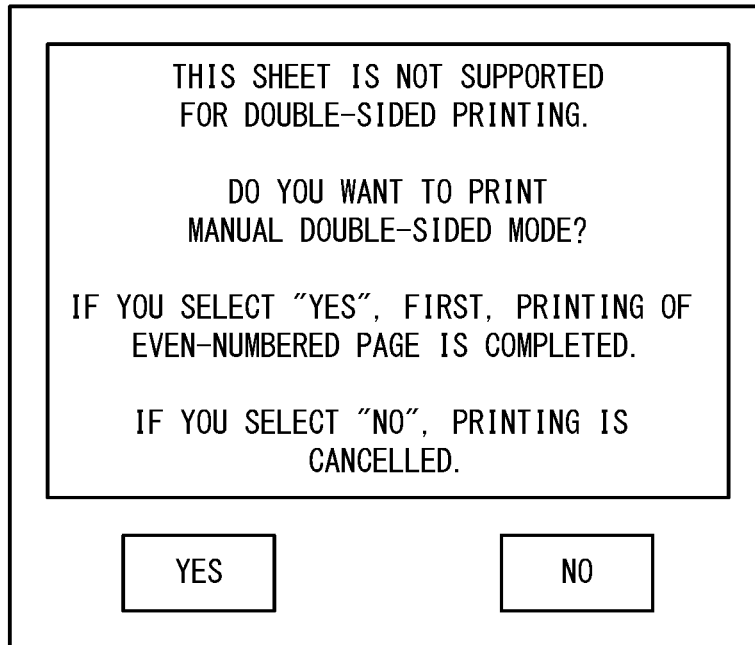 THIS SHEET IS NOT SUPPORTED
FOR DOUBLE-SIDED PRINTING.
DO YOU WANT TO PRINT
MANUAL DOUBLE-SIDED MODE?
IF YOU SELECT "YES", FIRST, PRINTING OF
EVEN-NUMBERED PAGE IS COMPLETED.
IF YOU SELECT "NO", PRINTING IS
CANCELLED.
YES
NO